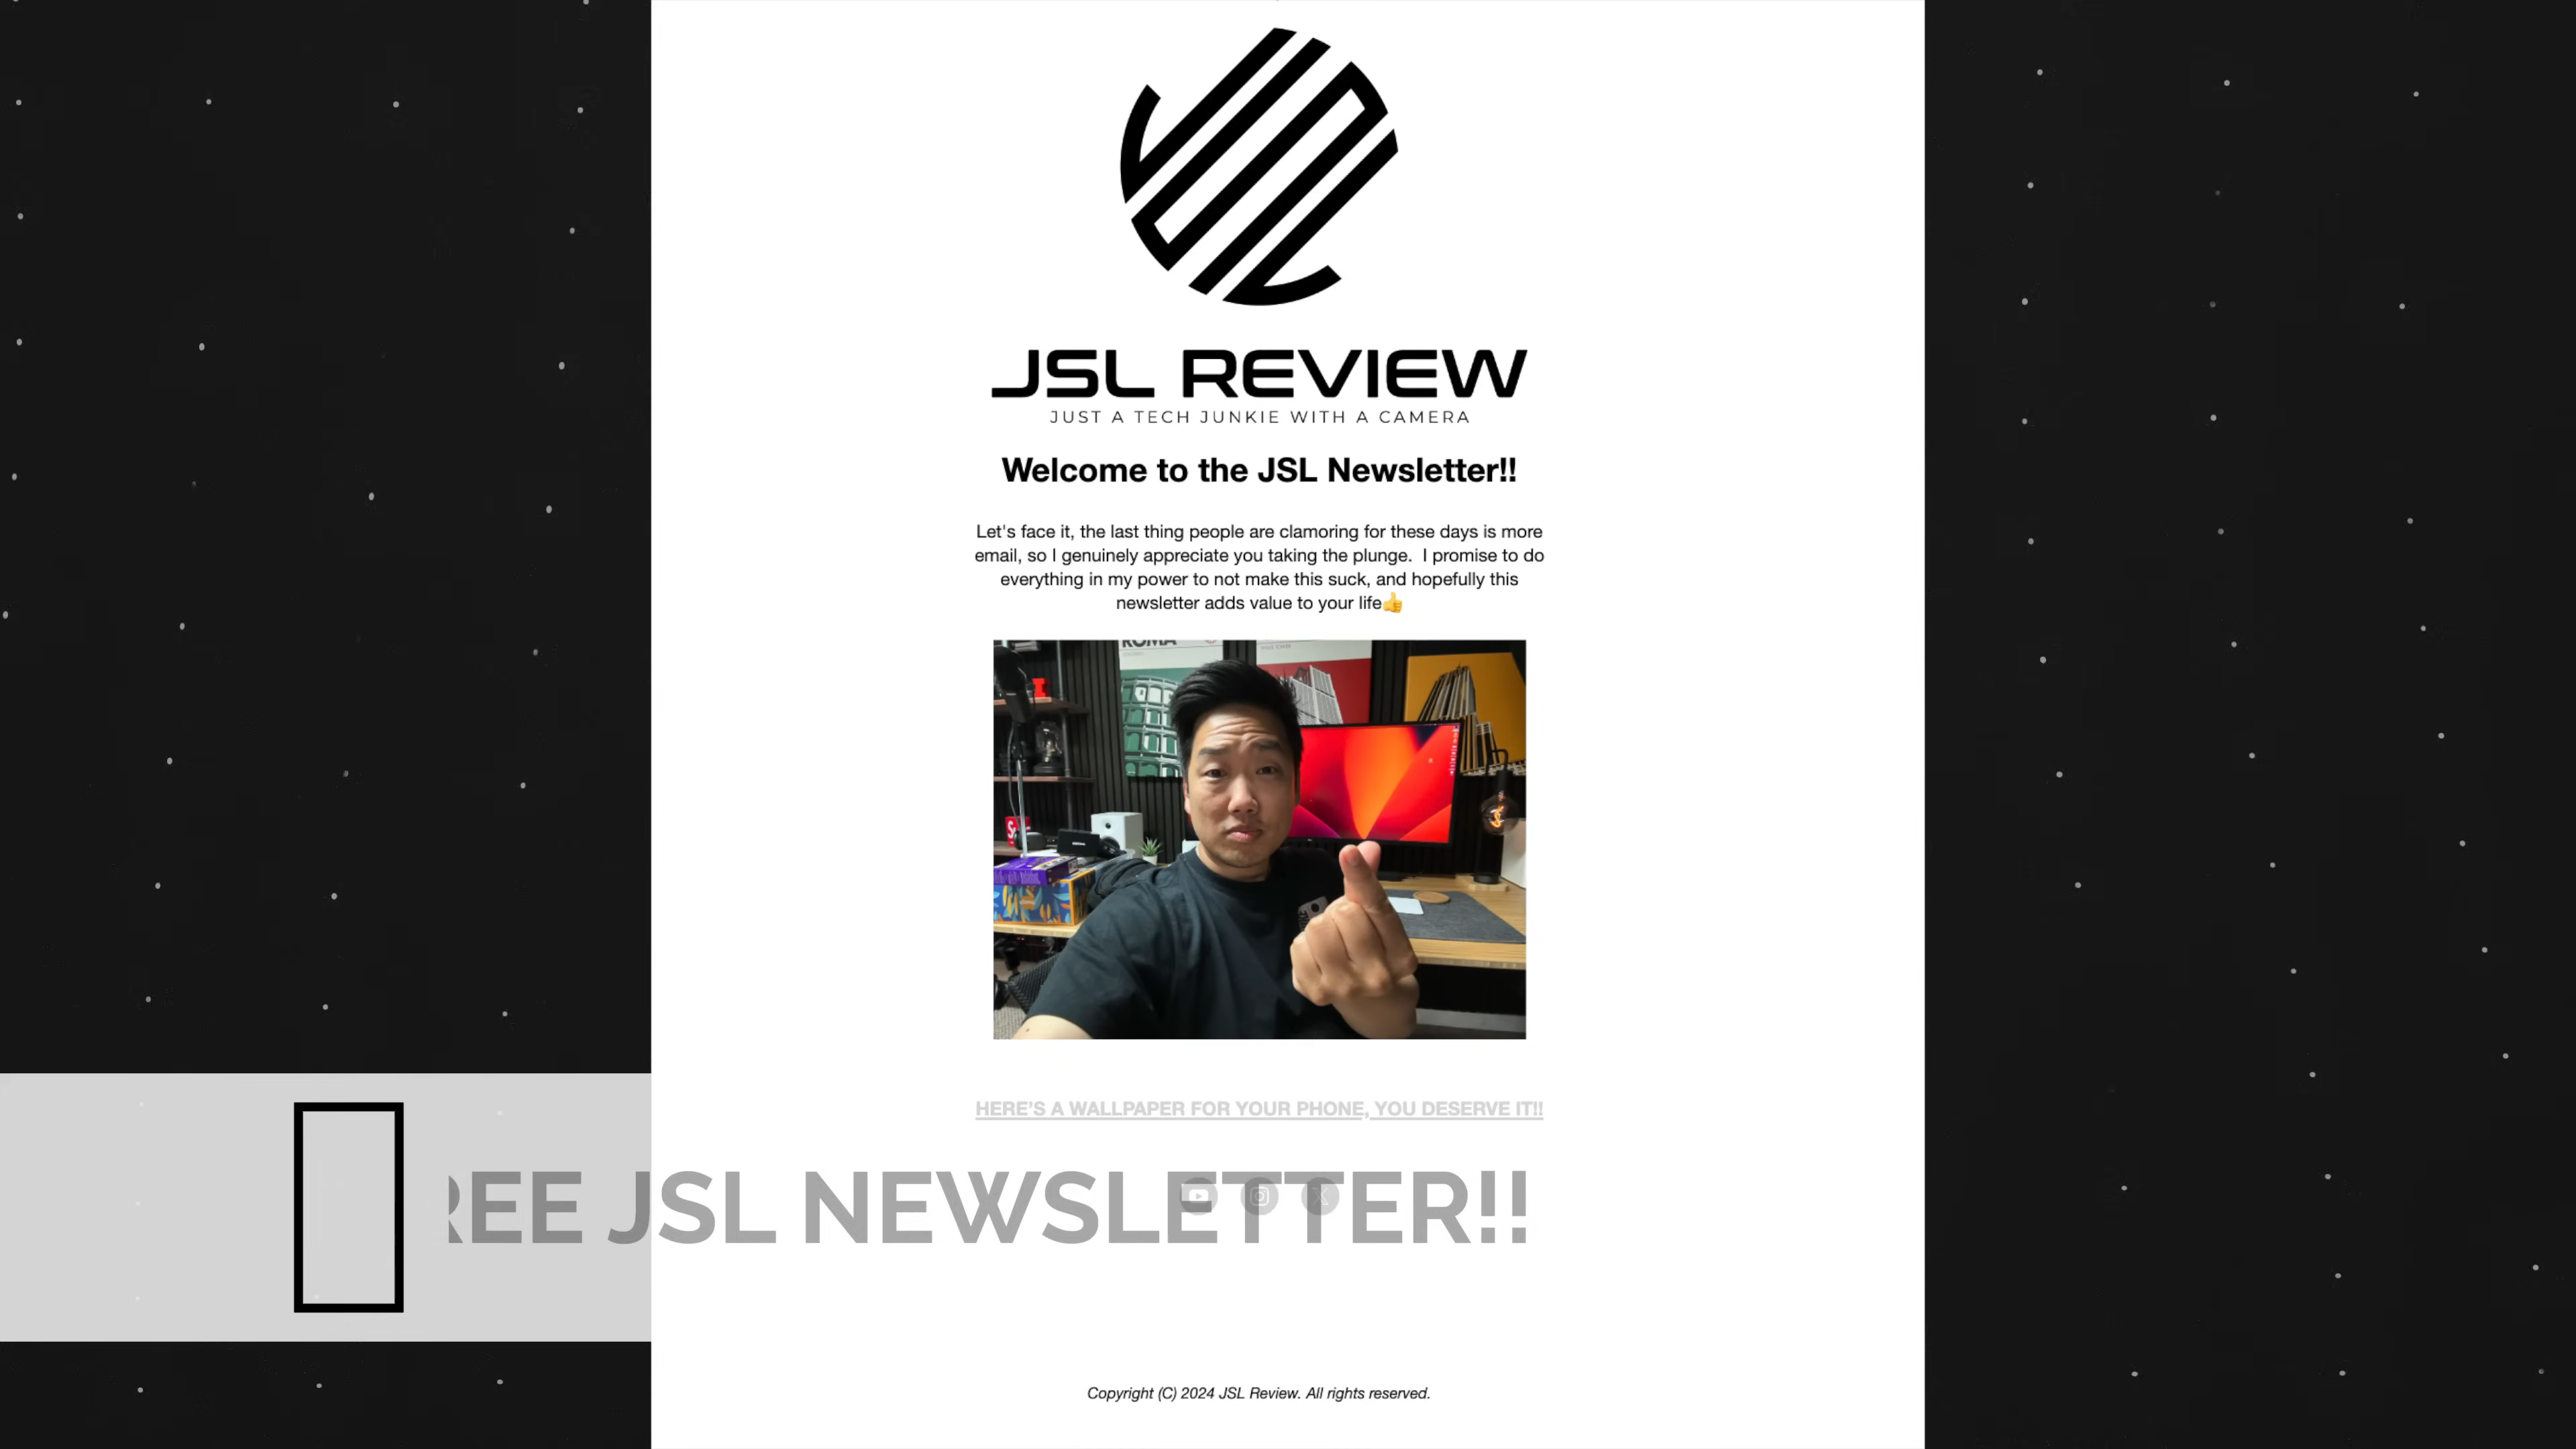 JSL REVIEW
JUST A TECH JUNKIE WITH A CAMERA
Welcome to the JSL Newsletter!!
Let's face it, the last thing people are clamoring for these days is more
email, so I genuinely appreciate you taking the plunge.  I promise to do
everything in my power to not make this suck, and hopefully this
newsletter adds value to your life👍
ROMA
HERE'S A WALLPAPER FOR YOUR PHONE, YOU DESERVE IT!!
REE JSL NEWSLETTER!!
Copyright (C) 2024 JSL Review. All rights reserved.